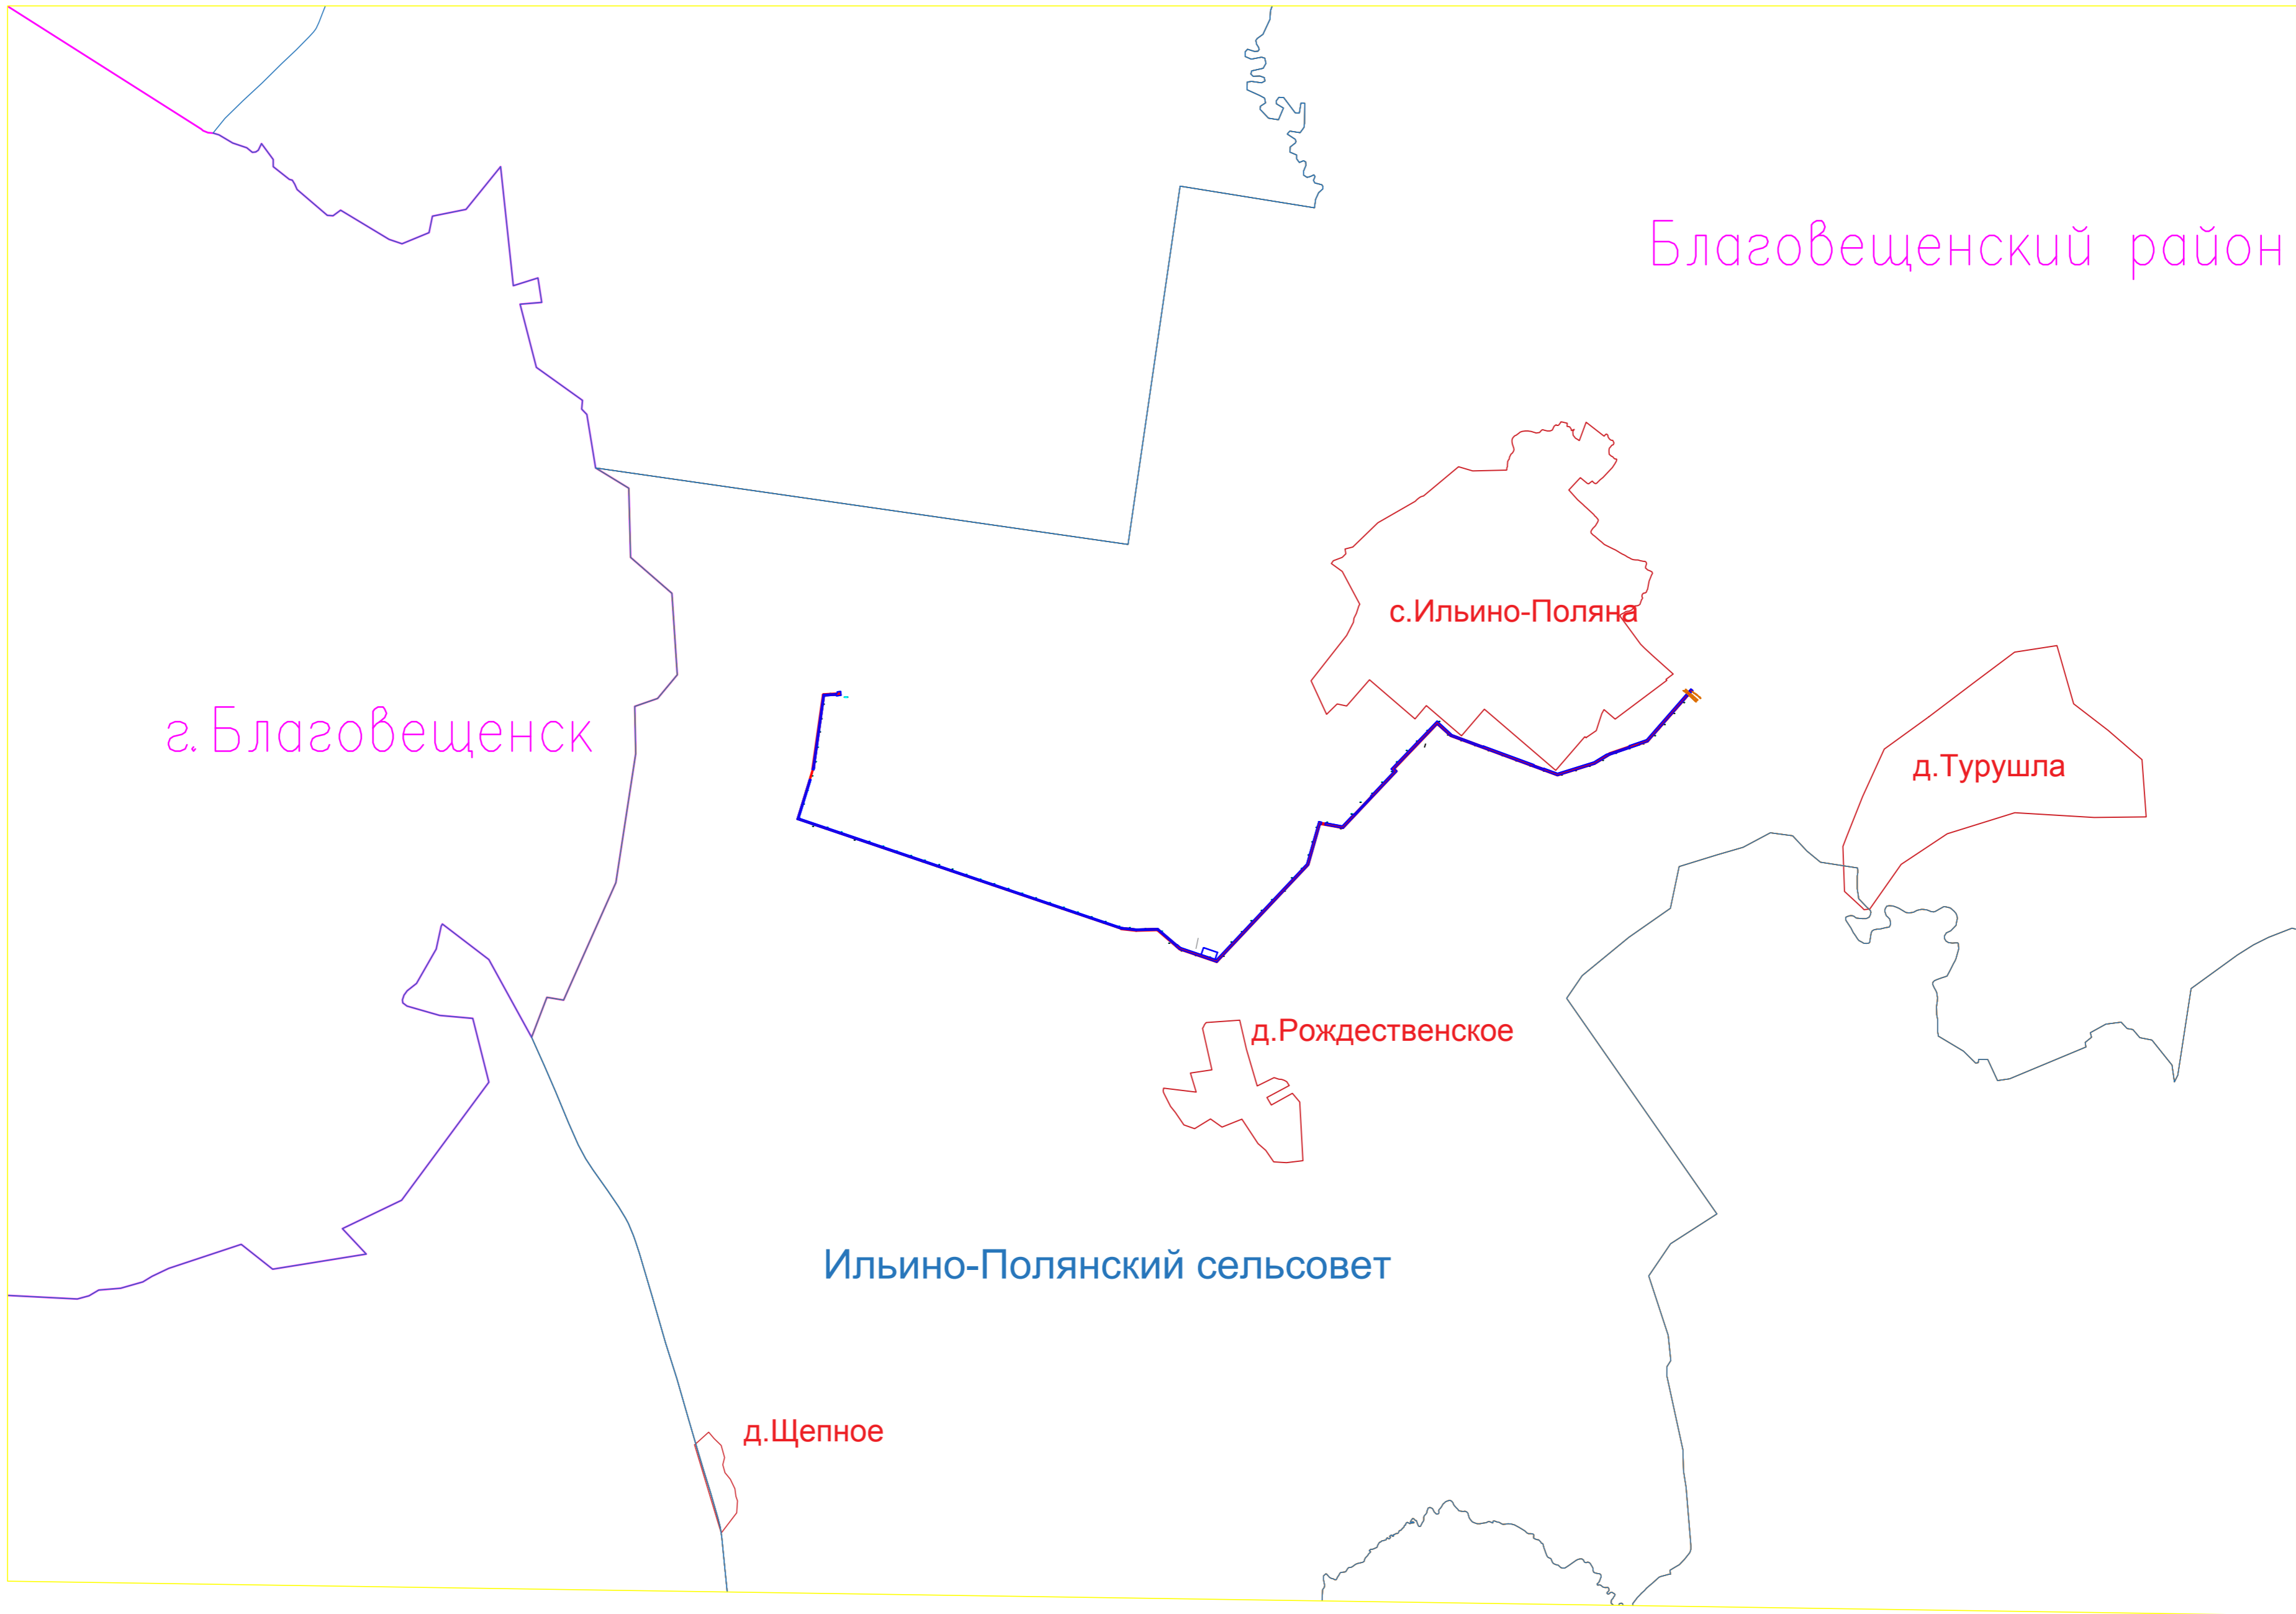 Благовещенский район
с.Ильино-Поляна
г.Благовещенск
д.Турушла
д.Рождественское
Ильино-Полянский сельсовет
д.Щепное